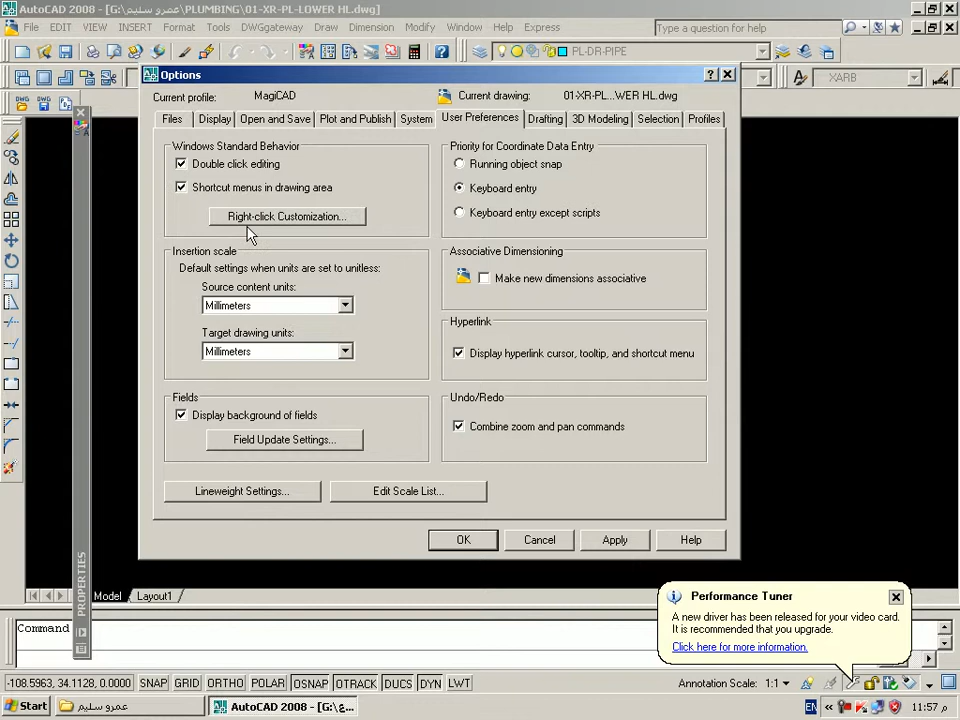 AutoCAD 2008 - [G:\عمرو سليم\PLUMBING\01-XR-PL-LOWER HL.dwg]
File EDIT VIEW INSERT Format Tools DWGgateway Draw Dimension Modify Window Help Express
Type a question for help
PL-DR-PIPE
XARB
Options
Current profile: MagiCAD Current drawing: 01-XR-PL...WER HL.dwg
Files Display Open and Save Plot and Publish System User Preferences Drafting 3D Modeling Selection Profiles
Windows Standard Behavior
Double click editing
Shortcut menus in drawing area
Right-click Customization...
Insertion scale
Default settings when units are set to unitless:
Source content units:
Millimeters
Target drawing units:
Millimeters
Fields
Display background of fields
Field Update Settings...
Lineweight Settings... Edit Scale List...
Priority for Coordinate Data Entry
Running object snap
Keyboard entry
Keyboard entry except scripts
Associative Dimensioning
Make new dimensions associative
Hyperlink
Display hyperlink cursor, tooltip, and shortcut menu
Undo/Redo
Combine zoom and pan commands
OK Cancel Apply Help
PROPERTIES
Model Layout1
Command
Performance Tuner
A new driver has been released for your video card.
It is recommended that you upgrade.
Click here for more information.
-108.5963, 34.1128, 0.0000 SNAP GRID ORTHO POLAR OSNAP OTRACK DUCS DYN LWT Annotation Scale: 1:1
Start عمرو سليم AutoCAD 2008 - [G:\ع... EN 11:57 م